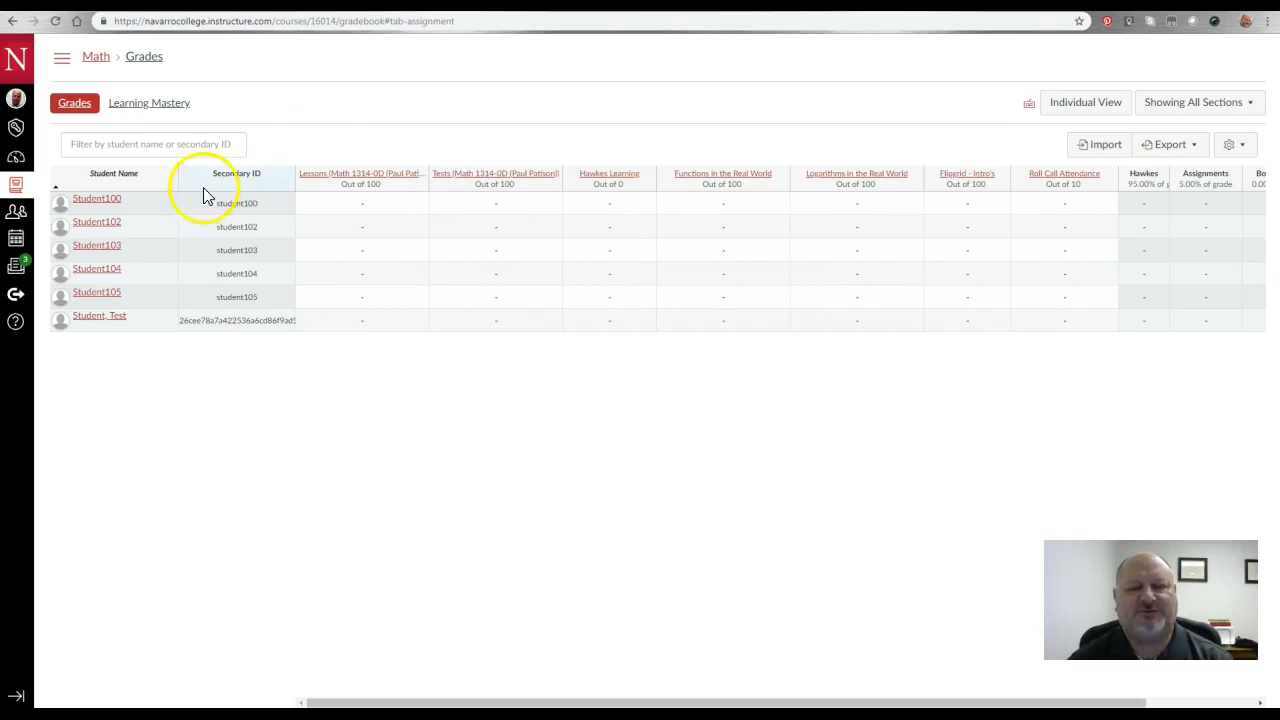 https://navarrocollege.instructure.com/courses/16014/gradebook#tab-assignment
N
Math > Grades
Grades Learning Mastery Individual View Showing All Sections
Filter by student name or secondary ID Import Export
Student Name Secondary ID Lessons (Math 1314-0D (Paul Pati... Tests (Math 1314-0D (Paul Patison)) Hawkes Learning Functions in the Real World Logarithms in the Real World Flipgrid - Intro's Roll Call Attendance Hawkes Assignments Bo
Out of 100 Out of 100 Out of 0 Out of 100 Out of 100 Out of 100 Out of 10 95.00% of g 5.00% of grade 0.00
Student100 student100 - - - - - - - - -
Student102 student102 - - - - - - - - -
Student103 student103 - - - - - - - - -
Student104 student104 - - - - - - - - -
Student105 student105 - - - - - - - - -
Student, Test 26cee78a7a422536a6cd86f9ad5 - - - - - - - - -
3